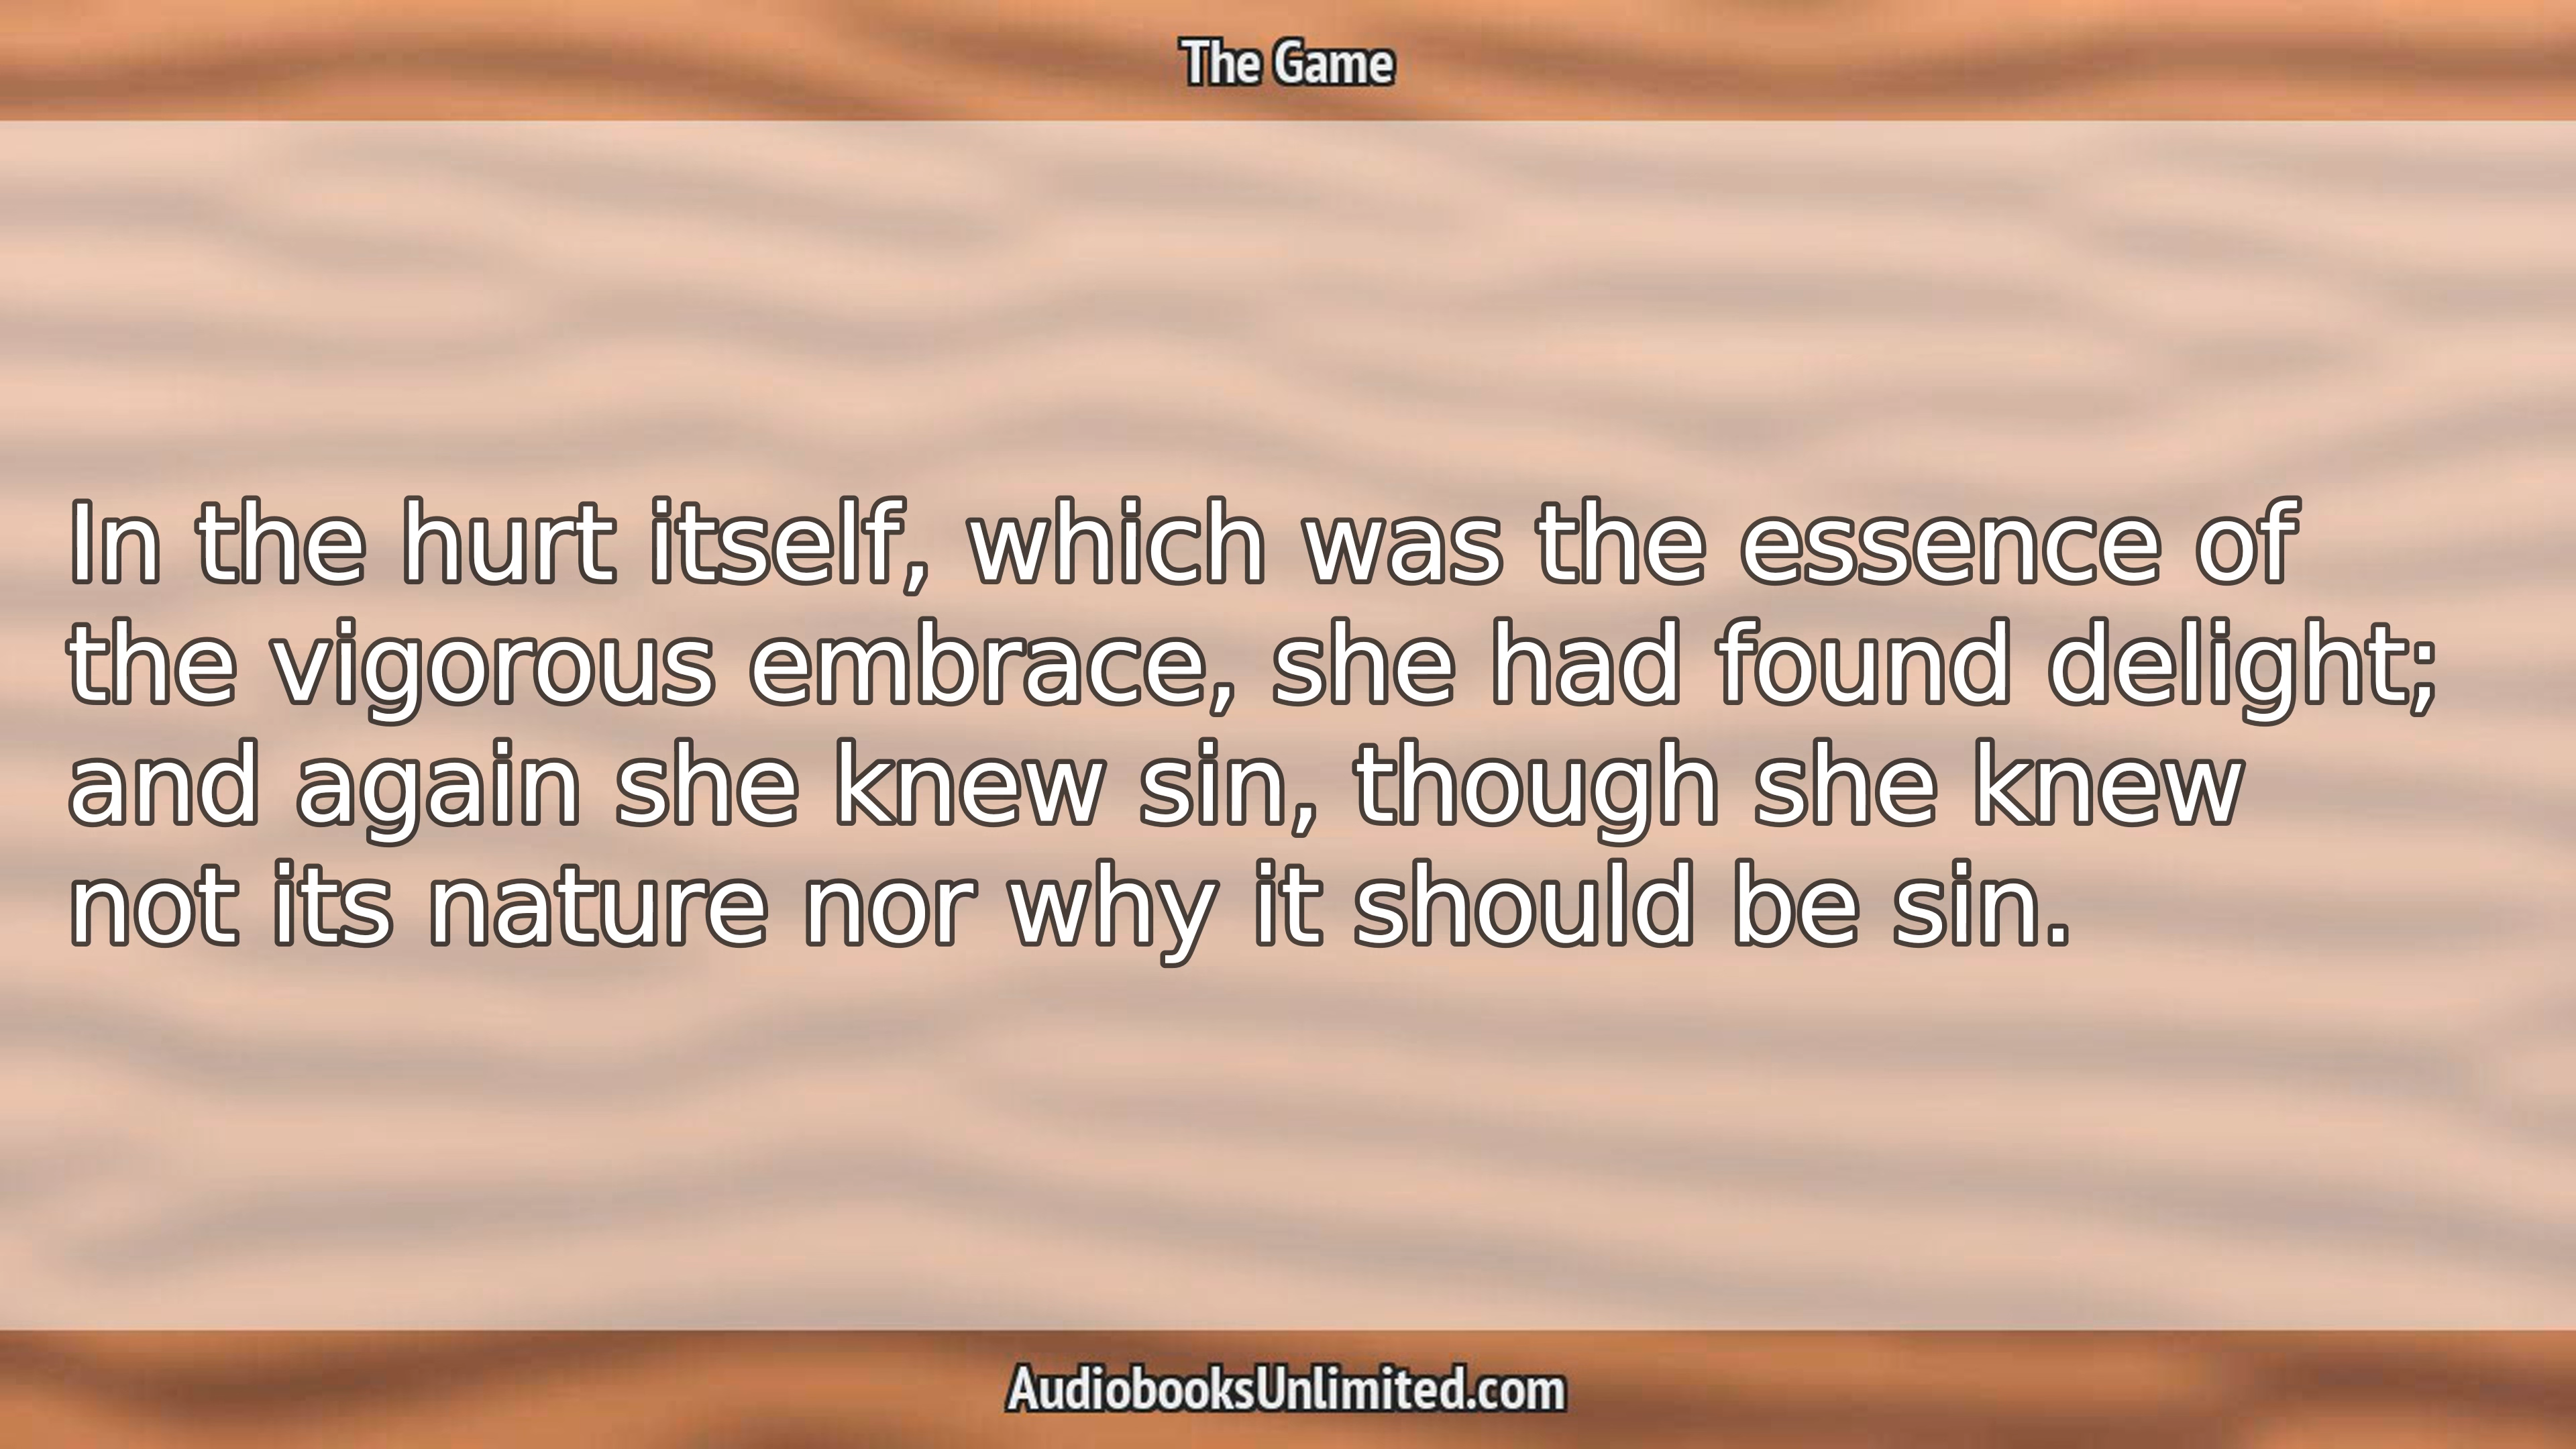 The Game
In the hurt itself, which was the essence of
the vigorous embrace, she had found delight;
and again she knew sin, though she knew
not its nature nor why it should be sin.
AudiobooksUnlimited.com